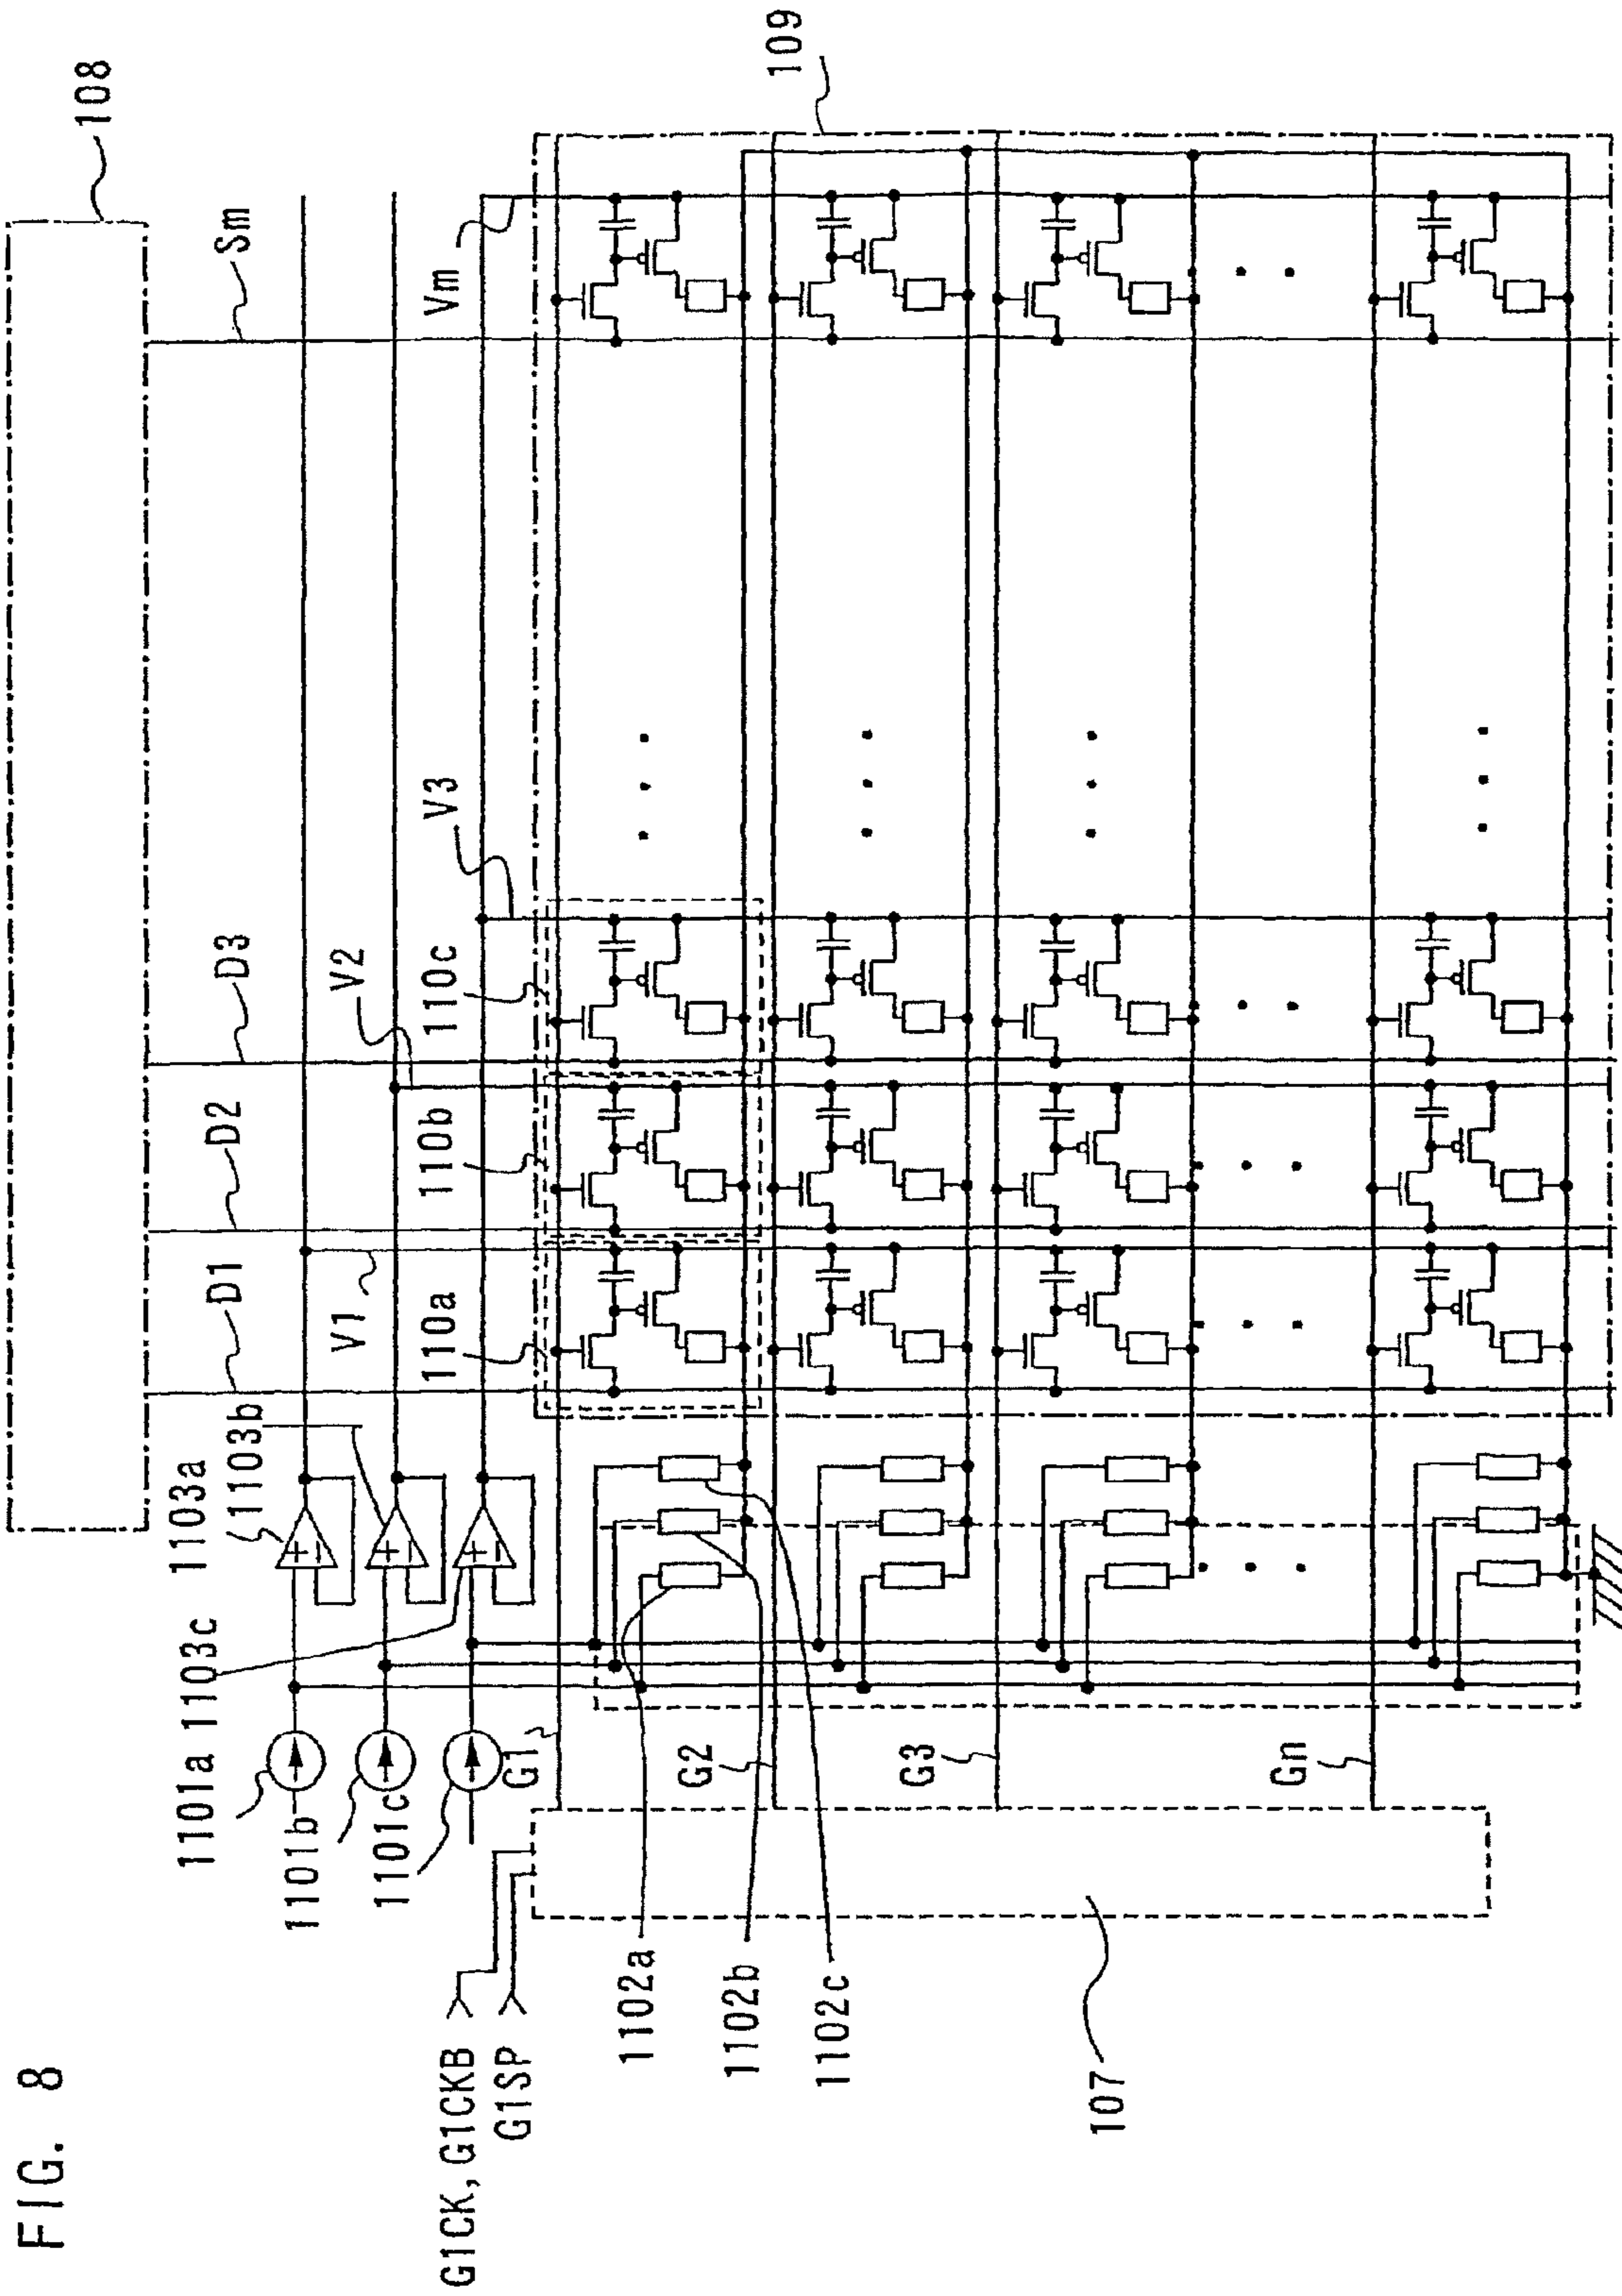 FIG. 8
108
Sm
Vm
109
D3
V3
D2
V2
110c
110b
D1
V1
110a
1103a
1103b
1103c
1101a
1101b
1101c
G1
G2
G3
Gn
G1CK, G1CKB
G1SP
1102a
1102b
1102c
107
+
−
+
−
+
−